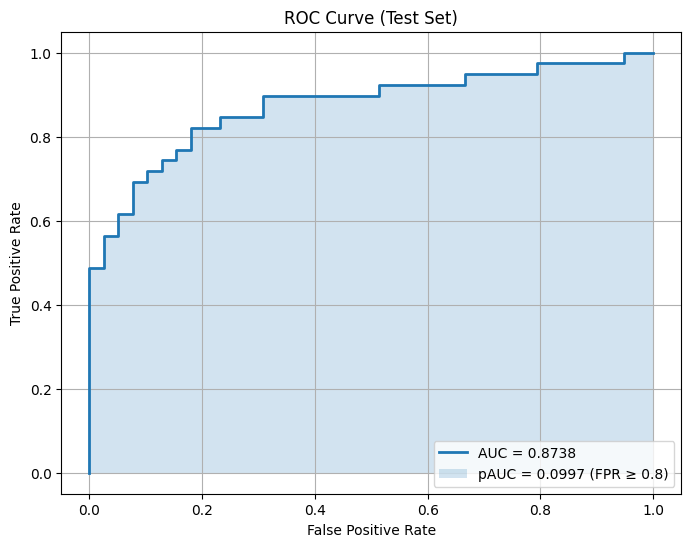 ROC Curve (Test Set)
True Positive Rate
1.0
0.8
0.6
0.4
0.2
0.0
0.0 0.2 0.4 0.6 0.8 1.0
False Positive Rate
AUC = 0.8738
pAUC = 0.0997 (FPR ≥ 0.8)